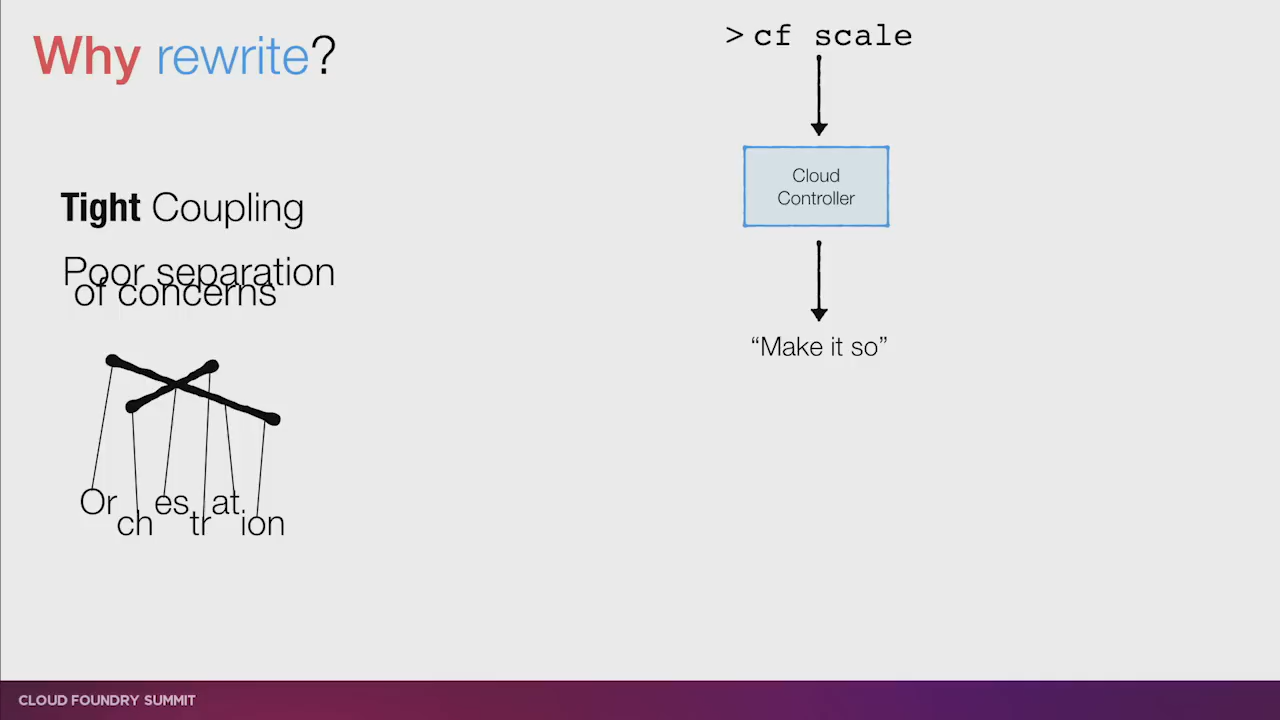 Why rewrite?
Tight Coupling
Poor separation
of concerns
Orchestration
> cf scale
Cloud
Controller
“Make it so”
CLOUD FOUNDRY SUMMIT